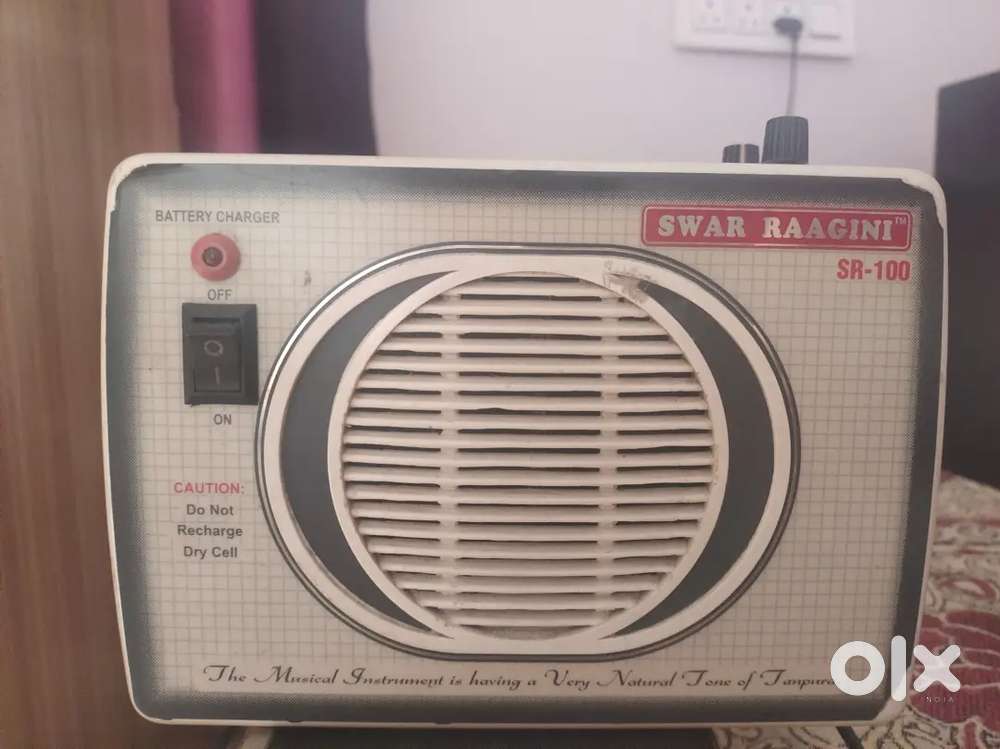 BATTERY CHARGER
SWAR RAAGINI™
SR-100
OFF
O
I
ON
CAUTION:
Do Not
Recharge
Dry Cell
The Musical Instrument is having a Very Natural Tone of Tanpura
olx
INDIA